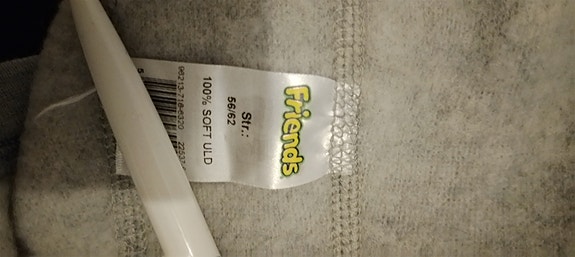 Friends
Str.:
56/62
100% SOFT ULD